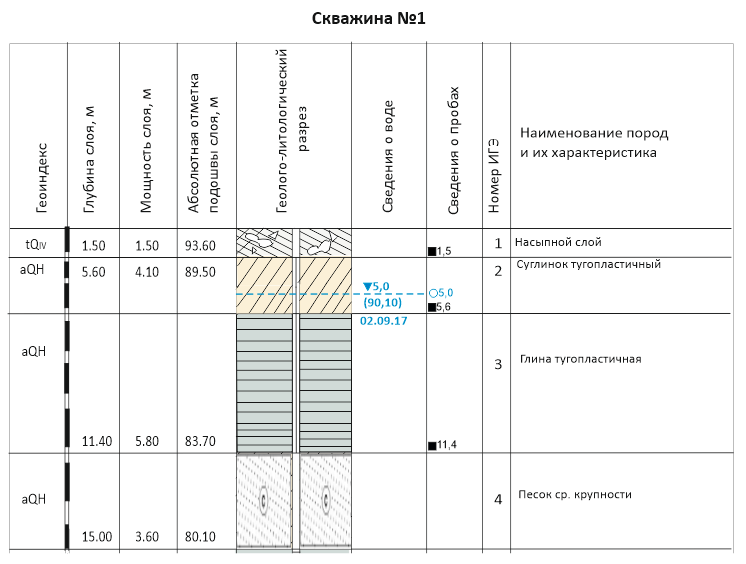 Скважина №1
Геоиндекс
Глубина слоя, м
Мощность слоя, м
Абсолютная отметка
подошвы слоя, м
Геолого-литологический
разрез
Сведения о воде
Сведения о пробах
Номер ИГЭ
Наименование пород
и их характеристика
tQIV 1.50 1.50 93.60 1,5 1 Насыпной слой
aQH 5.60 4.10 89.50 2 Суглинок тугопластичный
5,0 5,0
(90,10) 5,6
02.09.17
aQH 3 Глина тугопластичная
11.40 5.80 83.70 11,4
с с
aQH 4 Песок ср. крупности
15.00 3.60 80.10